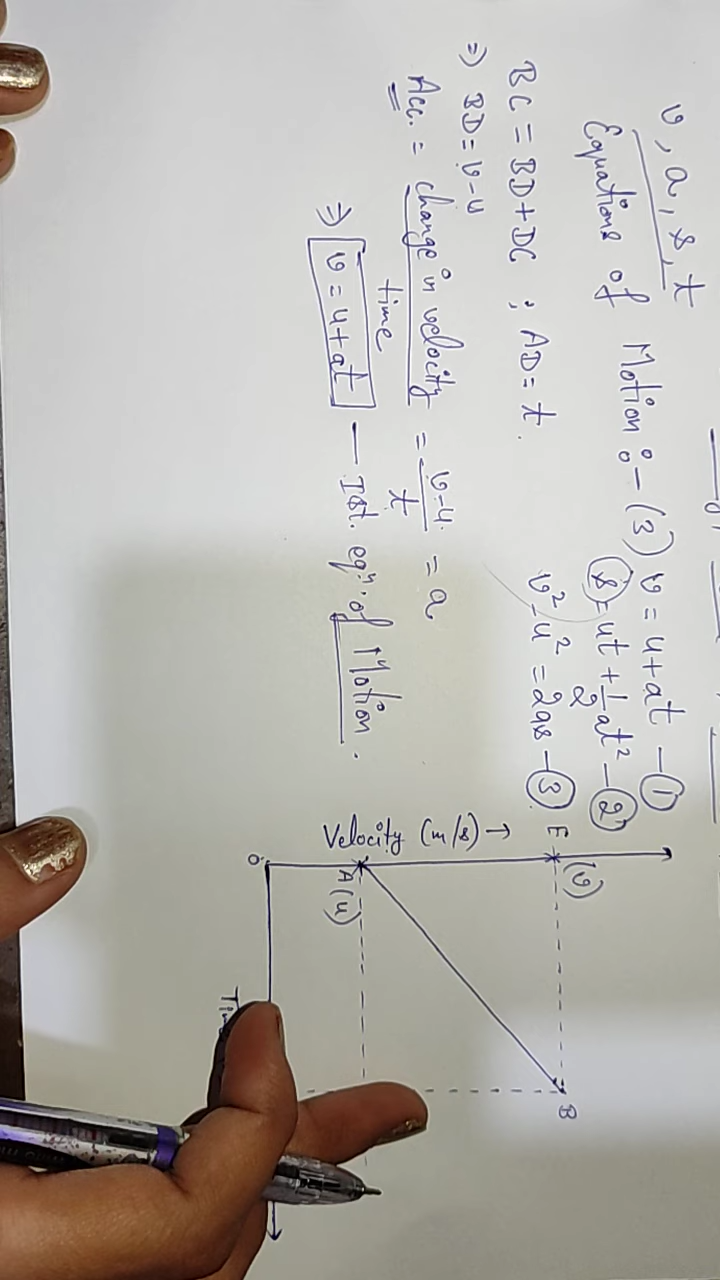 v, a, s, t
Equations of Motion :- (3) v = u + at - ①
s = ut + 1/2 at² - ②
v² - u² = 2as - ③
BC = BD + DC ; AD = t.
=> BD = v - u
Acc. = change in velocity / time = v - u / t = a
=> v = u + at — Ist. eqⁿ. of Motion.
Velocity (m/s) →
E (v)
B
A (u)
O